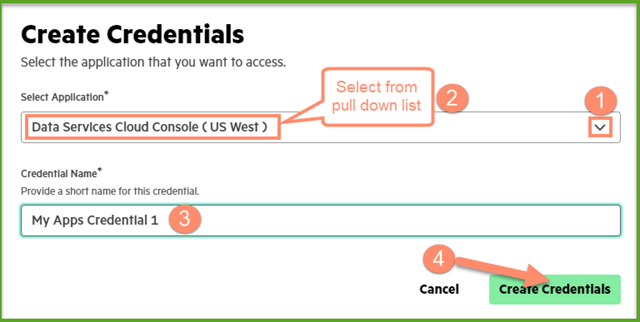 Create Credentials
Select the application that you want to access.
Select Application*
Select from
pull down list
2
1
Data Services Cloud Console ( US West )
Credential Name*
Provide a short name for this credential.
My Apps Credential 1
3
4
Cancel
Create Credentials